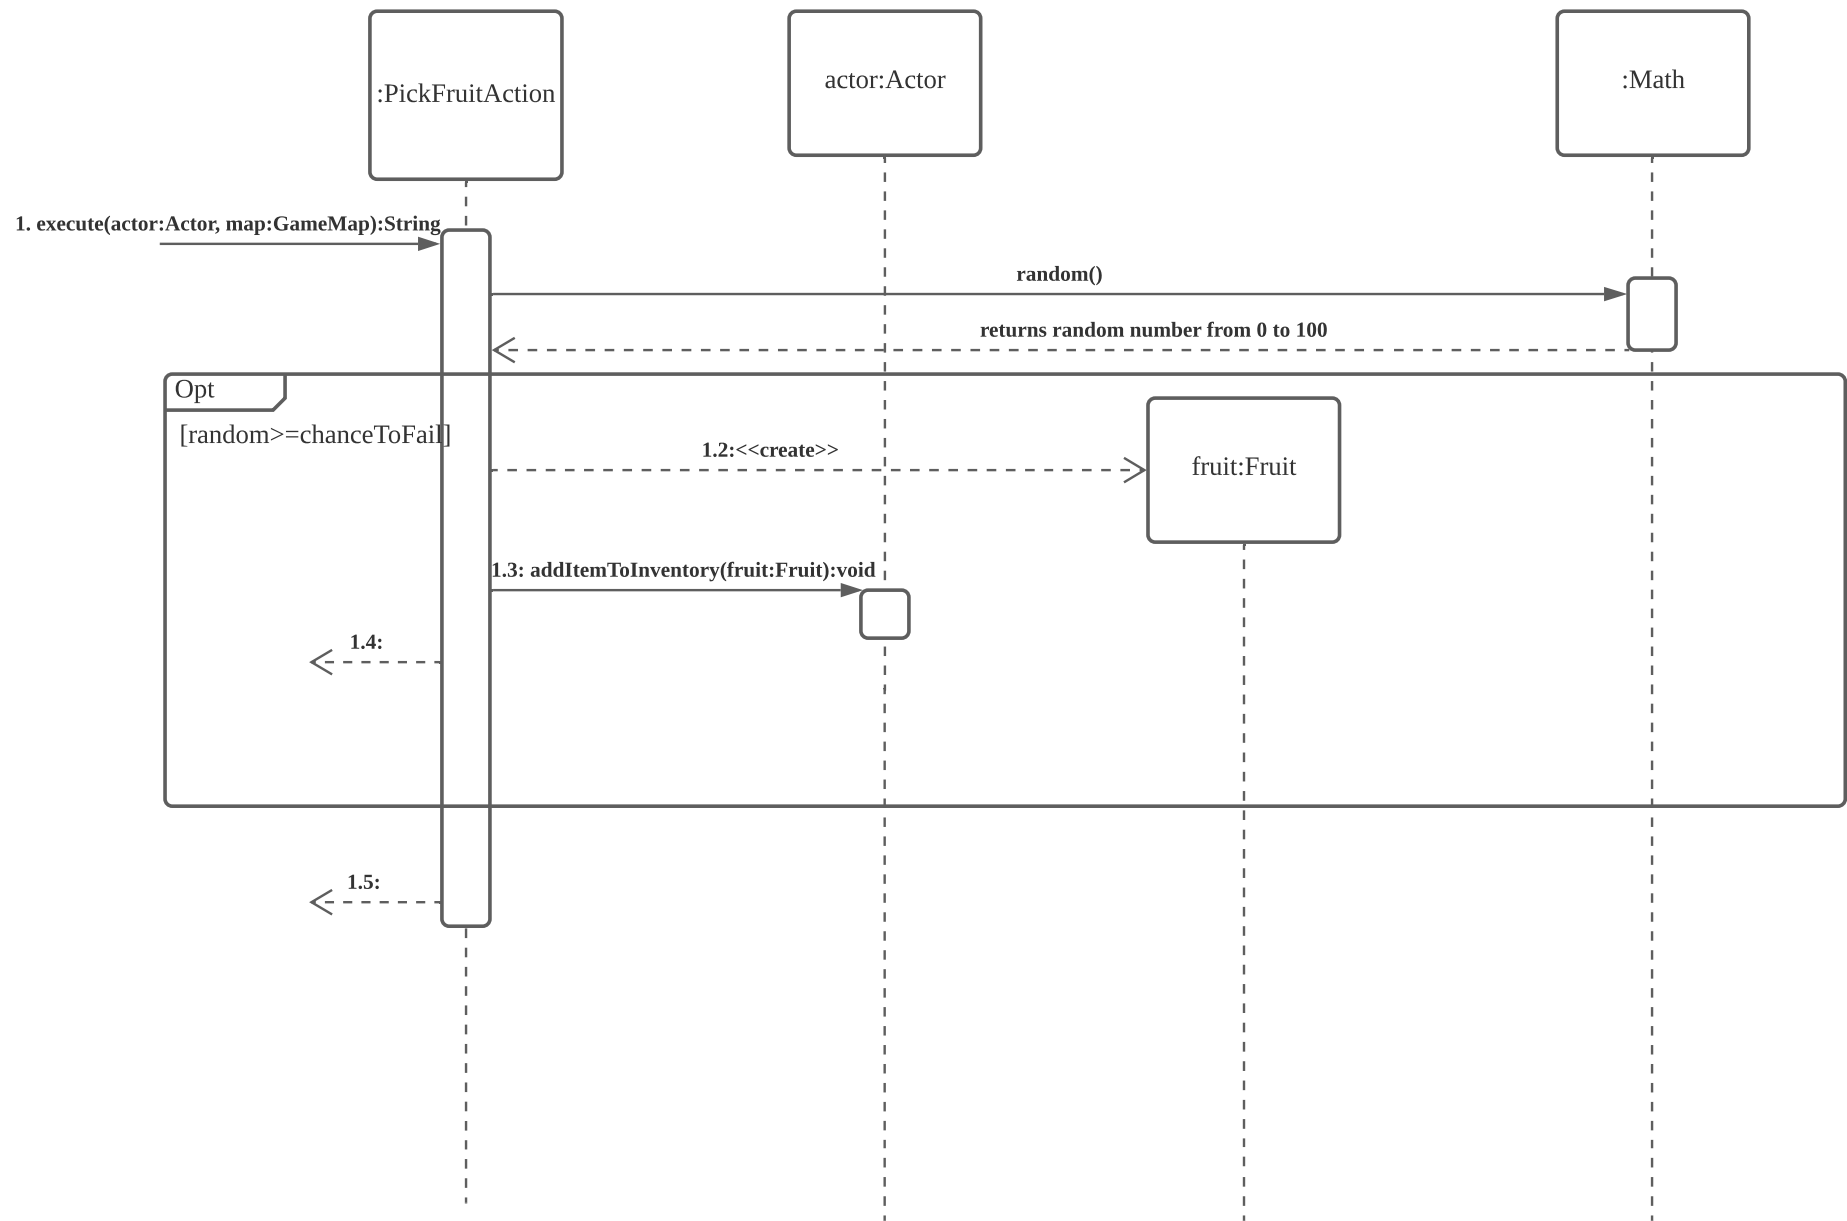 :PickFruitAction
actor:Actor
:Math
1. execute(actor:Actor, map:GameMap):String
random()
returns random number from 0 to 100
Opt
[random>=chanceToFail]
1.2:<<create>>
fruit:Fruit
1.3: addItemToInventory(fruit:Fruit):void
1.4:
1.5: